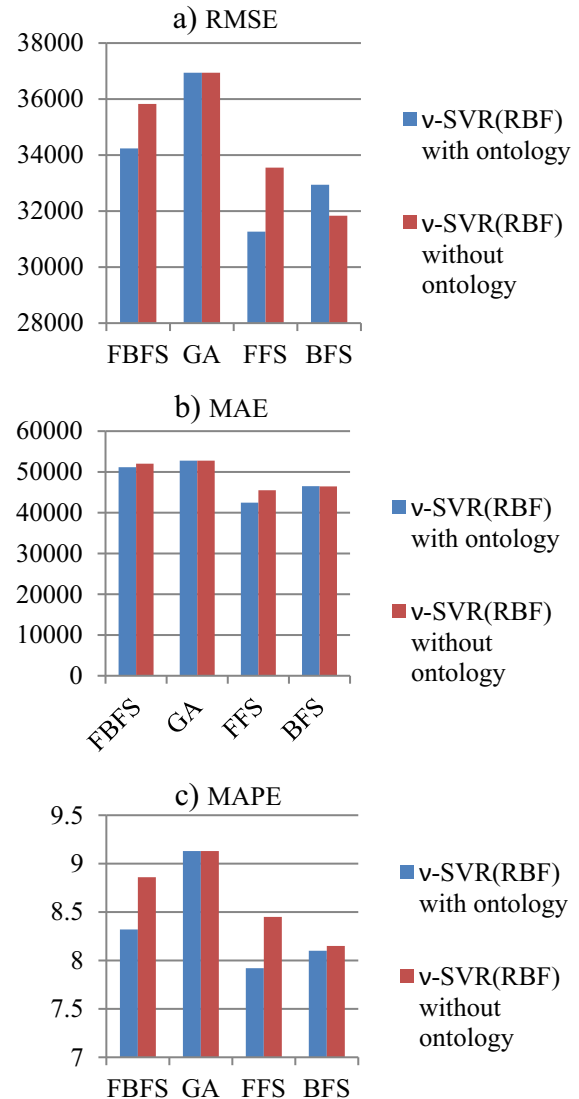 a) RMSE
38000
36000
34000
32000
30000
28000
FBFS GA FFS BFS
ν-SVR(RBF)
with ontology
ν-SVR(RBF)
without
ontology
b) MAE
60000
50000
40000
30000
20000
10000
0
FBFS GA FFS BFS
ν-SVR(RBF)
with ontology
ν-SVR(RBF)
without
ontology
c) MAPE
9.5
9
8.5
8
7.5
7
FBFS GA FFS BFS
ν-SVR(RBF)
with ontology
ν-SVR(RBF)
without
ontology